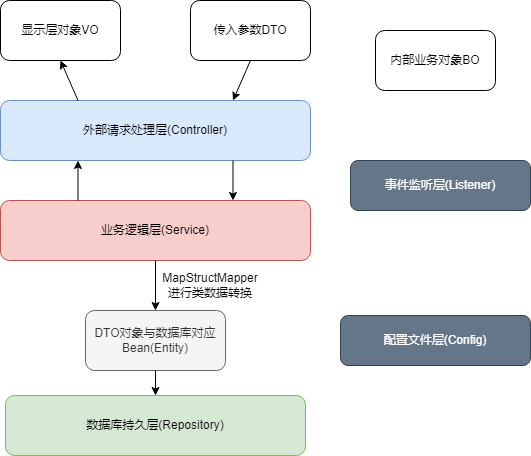 显示层对象VO
传入参数DTO
内部业务对象BO
外部请求处理层(Controller)
事件监听层(Listener)
业务逻辑层(Service)
MapStructMapper
进行类数据转换
DTO对象与数据库对应
Bean(Entity)
配置文件层(Config)
数据库持久层(Repository)